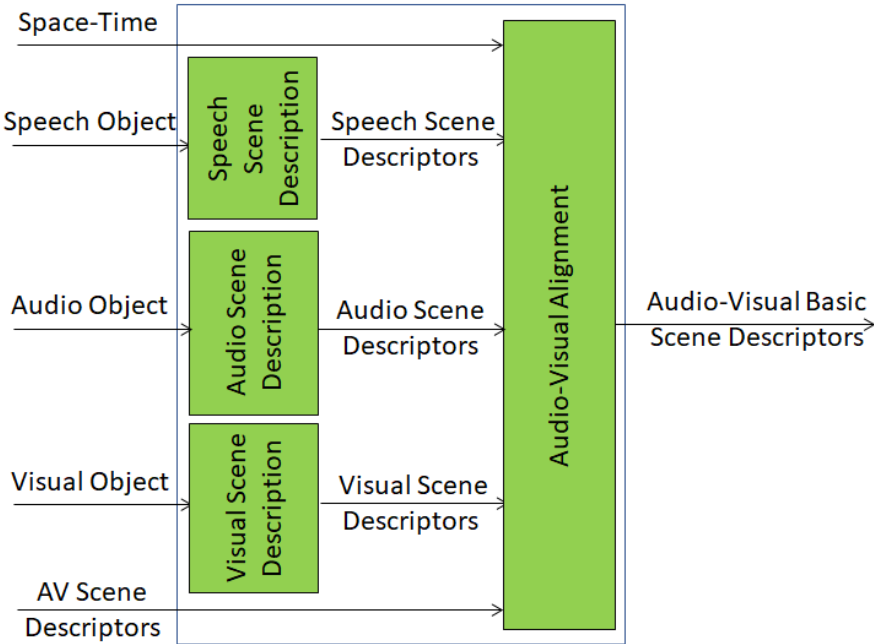 Space-Time
Speech Object
Speech
Scene
Description
Speech Scene
Descriptors
Audio Object
Audio Scene
Description
Audio Scene
Descriptors
Visual Object
Visual Scene
Description
Visual Scene
Descriptors
AV Scene
Descriptors
Audio-Visual Alignment
Audio-Visual Basic
Scene Descriptors